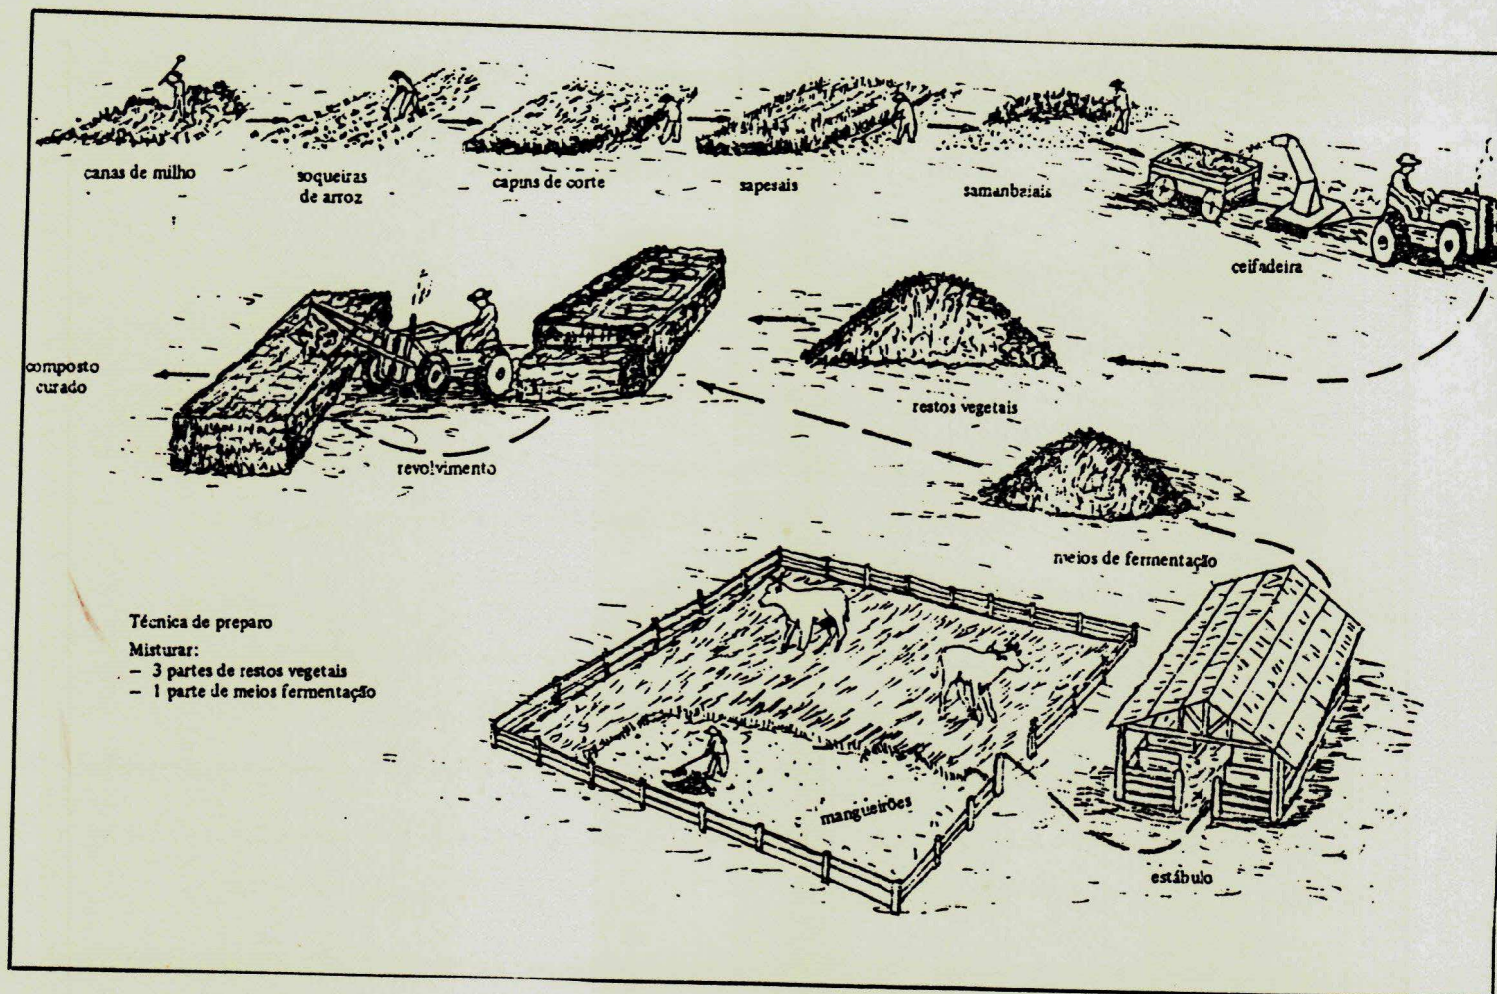 canas de milho
soqueiras
de arroz
capins de corte
sapesais
samanbaiais
ceifadeira
composto
curado
revolvimento
restos vegetais
meios de fermentação
Técnica de preparo
Misturar:
– 3 partes de restos vegetais
– 1 parte de meios fermentação
mangueirões
estábulo